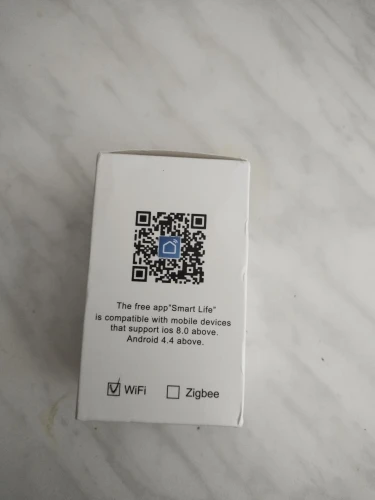 The free app"Smart Life"
is compatible with mobile devices
that support ios 8.0 above.
Android 4.4 above.
WiFi Zigbee